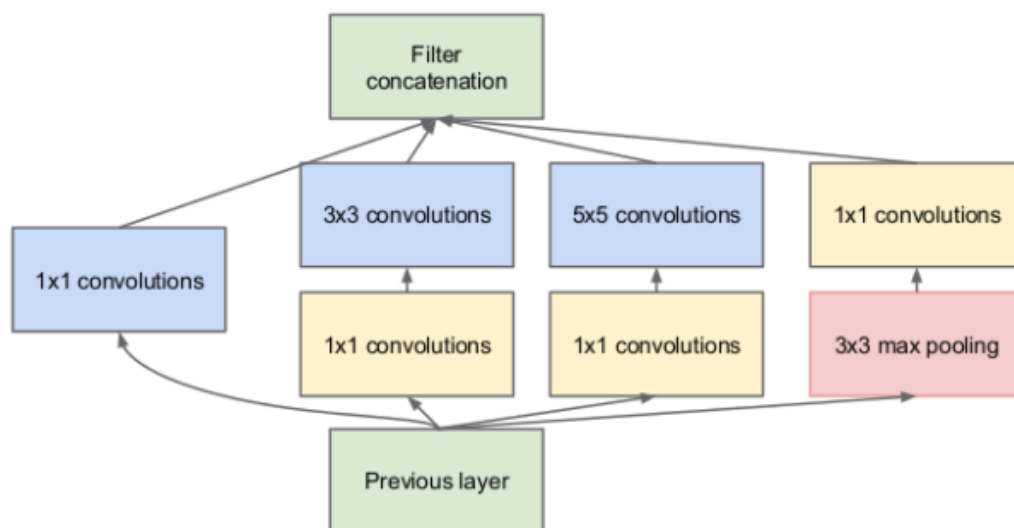 Filter
concatenation
3x3 convolutions
5x5 convolutions
1x1 convolutions
1x1 convolutions
1x1 convolutions
1x1 convolutions
3x3 max pooling
Previous layer